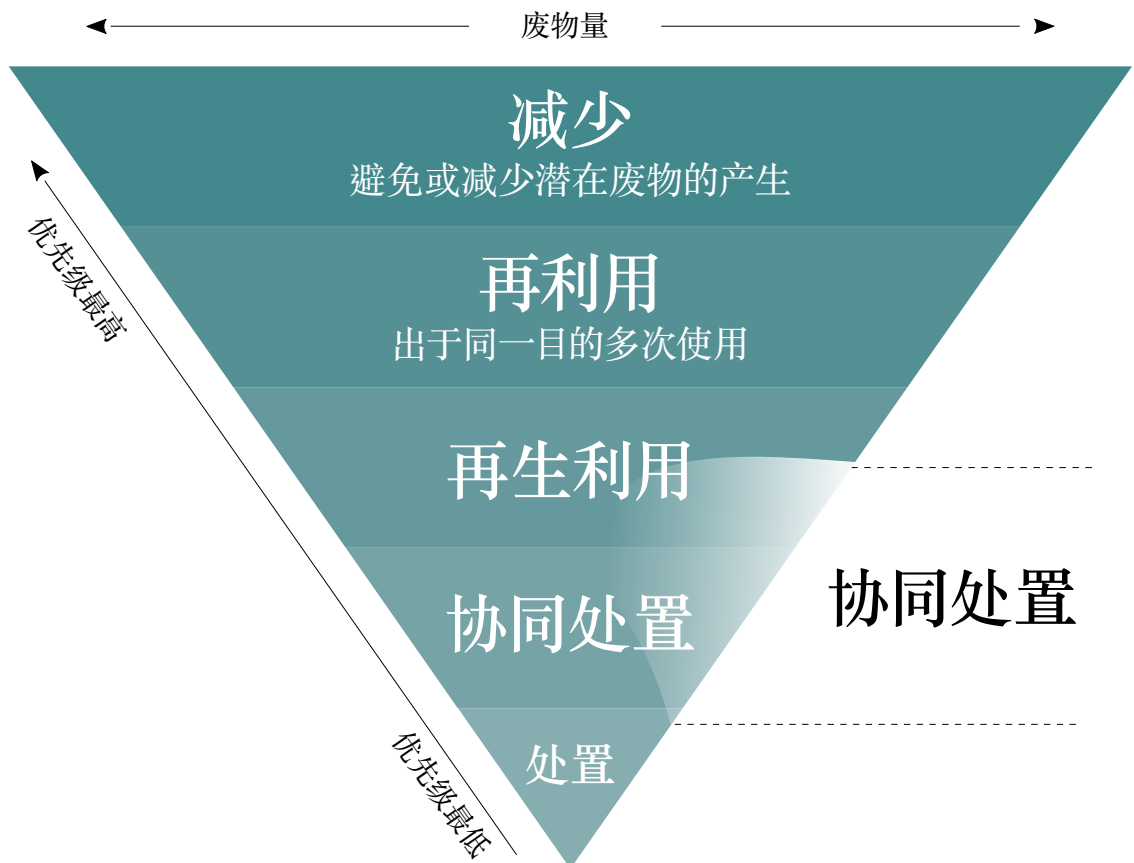 废物量
减少
避免或减少潜在废物的产生
优先级最高
再利用
出于同一目的多次使用
再生利用
协同处置
协同处置
处置
优先级最低